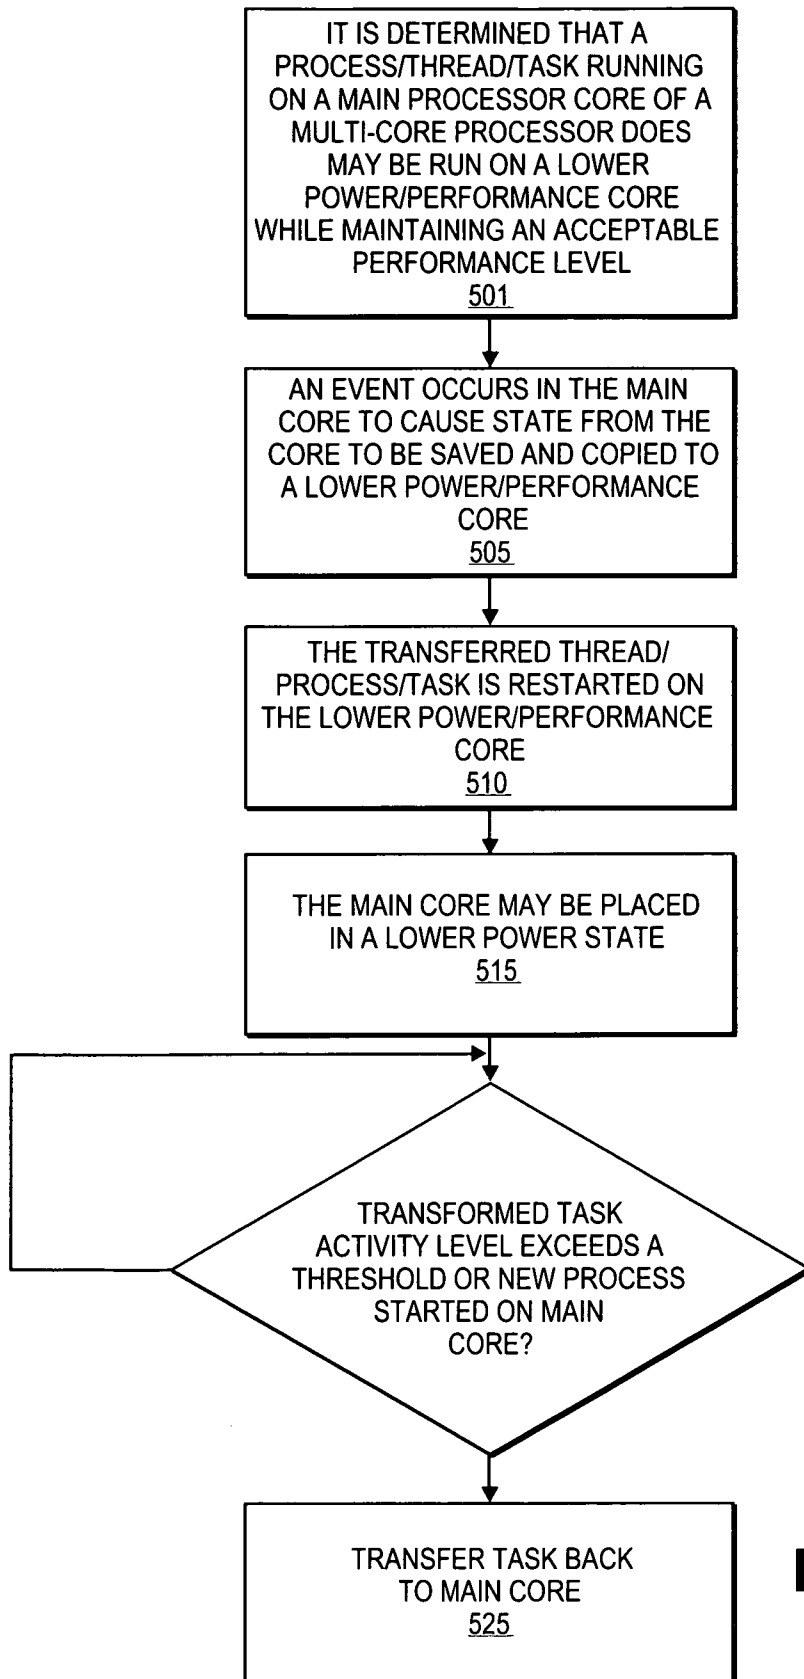 IT IS DETERMINED THAT A
PROCESS/THREAD/TASK RUNNING
ON A MAIN PROCESSOR CORE OF A
MULTI-CORE PROCESSOR DOES
MAY BE RUN ON A LOWER
POWER/PERFORMANCE CORE
WHILE MAINTAINING AN ACCEPTABLE
PERFORMANCE LEVEL
501
AN EVENT OCCURS IN THE MAIN
CORE TO CAUSE STATE FROM THE
CORE TO BE SAVED AND COPIED TO
A LOWER POWER/PERFORMANCE
CORE
505
THE TRANSFERRED THREAD/
PROCESS/TASK IS RESTARTED ON
THE LOWER POWER/PERFORMANCE
CORE
510
THE MAIN CORE MAY BE PLACED
IN A LOWER POWER STATE
515
TRANSFORMED TASK
ACTIVITY LEVEL EXCEEDS A
THRESHOLD OR NEW PROCESS
STARTED ON MAIN
CORE?
TRANSFER TASK BACK
TO MAIN CORE
525